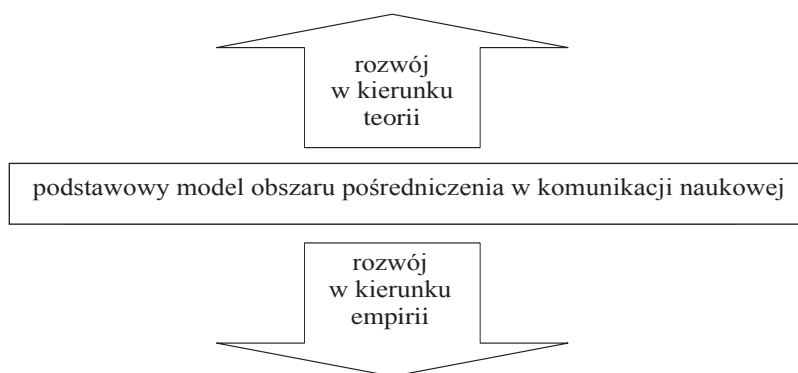 rozwój
w kierunku
teorii
podstawowy model obszaru pośredniczenia w komunikacji naukowej
rozwój
w kierunku
empirii